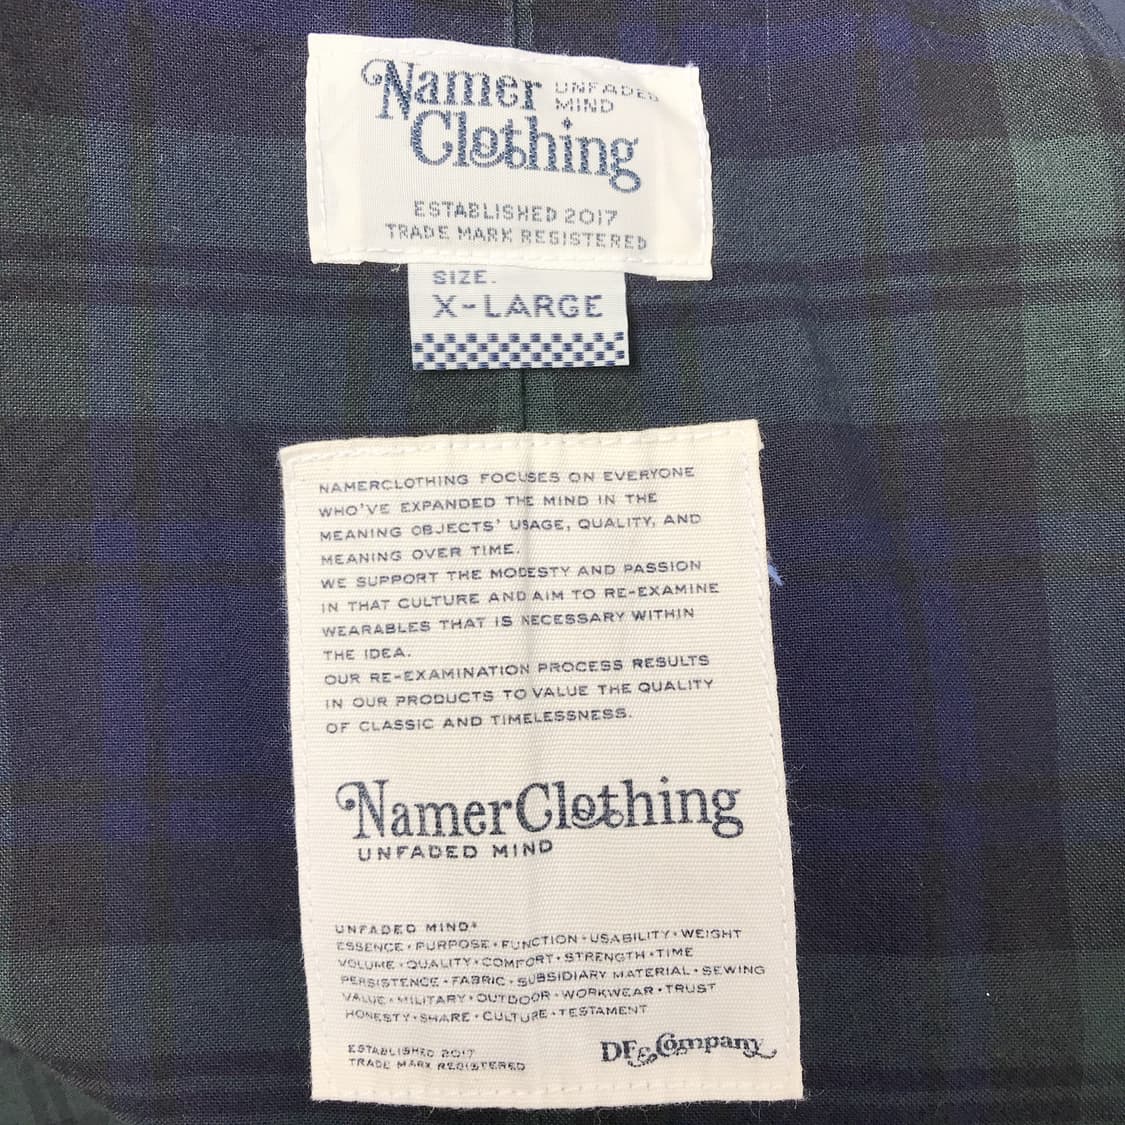 Namer UNFADED
MIND
Clothing
ESTABLISHED 2017
TRADE MARK REGISTERED
SIZE.
X-LARGE
NAMERCLOTHING FOCUSES ON EVERYONE
WHO'VE EXPANDED THE MIND IN THE
MEANING OBJECTS' USAGE, QUALITY, AND
MEANING OVER TIME.
WE SUPPORT THE MODESTY AND PASSION
IN THAT CULTURE AND AIM TO RE-EXAMINE
WEARABLES THAT IS NECESSARY WITHIN
THE IDEA.
OUR RE-EXAMINATION PROCESS RESULTS
IN OUR PRODUCTS TO VALUE THE QUALITY
OF CLASSIC AND TIMELESSNESS.
NamerClothing
UNFADED MIND
UNFADED MIND+
ESSENCE・PURPOSE・FUNCTION・USABILITY・WEIGHT
VOLUME・QUALITY・COMFORT・STRENGTH・TIME
PERSISTENCE・FABRIC・SUBSIDIARY MATERIAL・SEWING
VALUE・MILITARY・OUTDOOR・WORKWEAR・TRUST
HONESTY・SHARE・CULTURE・TESTAMENT
ESTABLISHED 2017
TRADE MARK REGISTERED
DF&Company